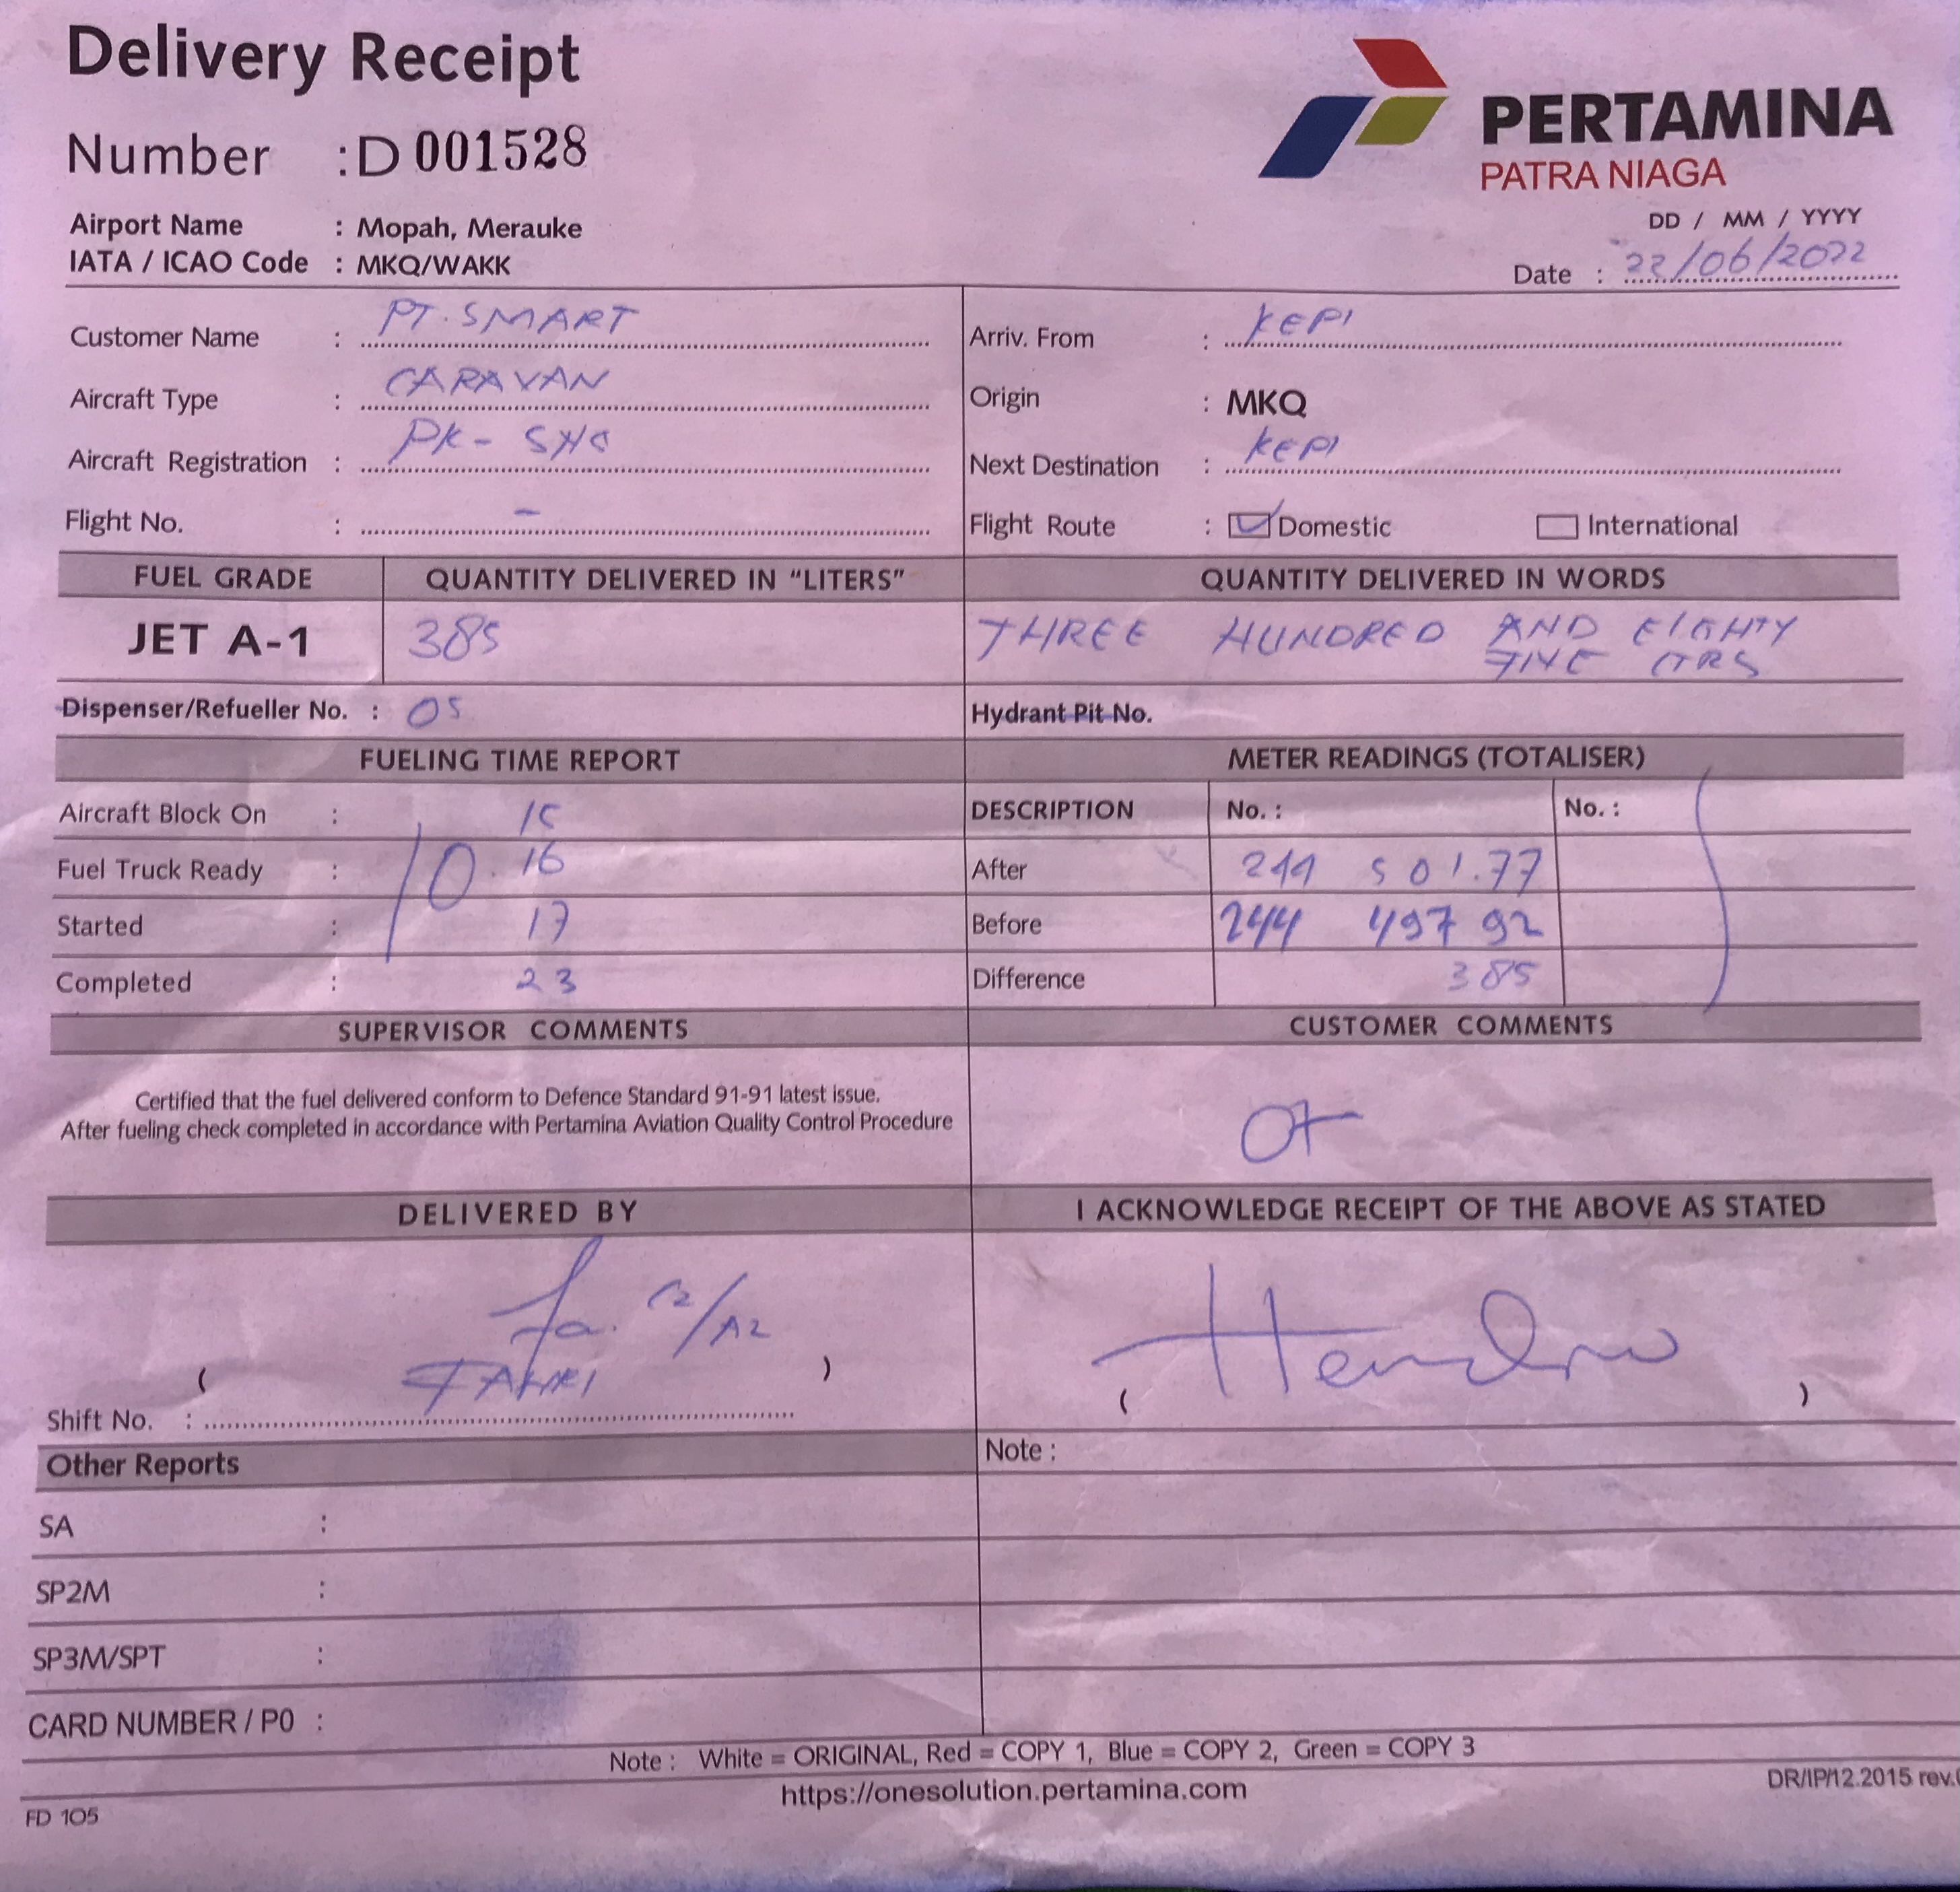 Delivery Receipt
Number : D 001528
PERTAMINA
PATRA NIAGA
Airport Name : Mopah, Merauke
IATA / ICAO Code : MKQ/WAKK
DD / MM / YYYY
Date : 22/06/2022
Customer Name : PT. SMART
Arriv. From : KEPI
Aircraft Type : CARAVAN
Origin : MKQ
Aircraft Registration : PK-
Next Destination : KEPI
Flight No. : -
Flight Route : Domestic International
FUEL GRADE QUANTITY DELIVERED IN "LITERS" QUANTITY DELIVERED IN WORDS
JET A-1 385 THREE HUNDRED AND EIGHTY
FIVE LTRS
Dispenser/Refueller No. : 05
Hydrant Pit No.
FUELING TIME REPORT METER READINGS (TOTALISER)
Aircraft Block On : 15
DESCRIPTION No. : No. :
Fuel Truck Ready : 10. 16
After 244 501.77
Started : 17
Before 244 497 92
Completed : 23
Difference 385
SUPERVISOR COMMENTS CUSTOMER COMMENTS
Certified that the fuel delivered conform to Defence Standard 91-91 latest issue.
After fueling check completed in accordance with Pertamina Aviation Quality Control Procedure
OK
DELIVERED BY I ACKNOWLEDGE RECEIPT OF THE ABOVE AS STATED
( )
( )
Shift No. :
Other Reports
Note :
SA :
SP2M :
SP3M/SPT :
CARD NUMBER / P0 :
Note : White = ORIGINAL, Red = COPY 1, Blue = COPY 2, Green = COPY 3
https://onesolution.pertamina.com
DR/IP/12.2015 rev.
FD 105